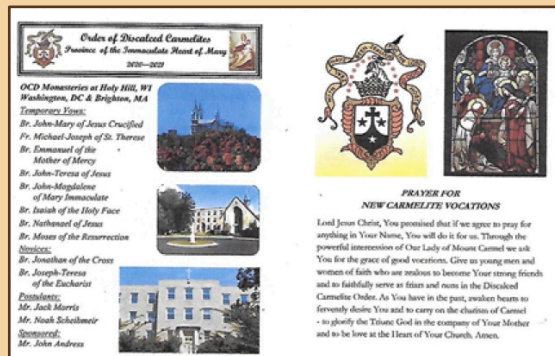 Order of Discalced Carmelites
Province of the Immaculate Heart of Mary
2020—2021
OCD Monasteries at Holy Hill, WI
Washington, DC & Brighton, MA
Temporary Vows:
Br. John-Mary of Jesus Crucified
Fr. Michael-Joseph of St. Therese
Br. Emmanuel of the
Mother of Mercy
Br. John-Teresa of Jesus
Br. John-Magdalene
of Mary Immaculate
Br. Isaiah of the Holy Face
Br. Nathanael of Jesus
Br. Moses of the Resurrection
Novices:
Br. Jonathan of the Cross
Br. Joseph-Teresa
of the Eucharist
Postulants:
Mr. Jack Morris
Mr. Noah Scheibmeir
Sponsored:
Mr. John Andress
PRAYER FOR
NEW CARMELITE VOCATIONS
Lord Jesus Christ, You promised that if we agree to pray for
anything in Your Name, You will do it for us. Through the
powerful intercession of Our Lady of Mount Carmel we ask
You for the grace of good vocations. Give us young men and
women of faith who are zealous to become Your strong friends
and to faithfully serve as friars and nuns in the Discalced
Carmelite Order. As You have in the past, awaken hearts to
fervently desire You and to carry on the charism of Carmel
- to glorify the Triune God in the company of Your Mother
and to be love at the Heart of Your Church. Amen.